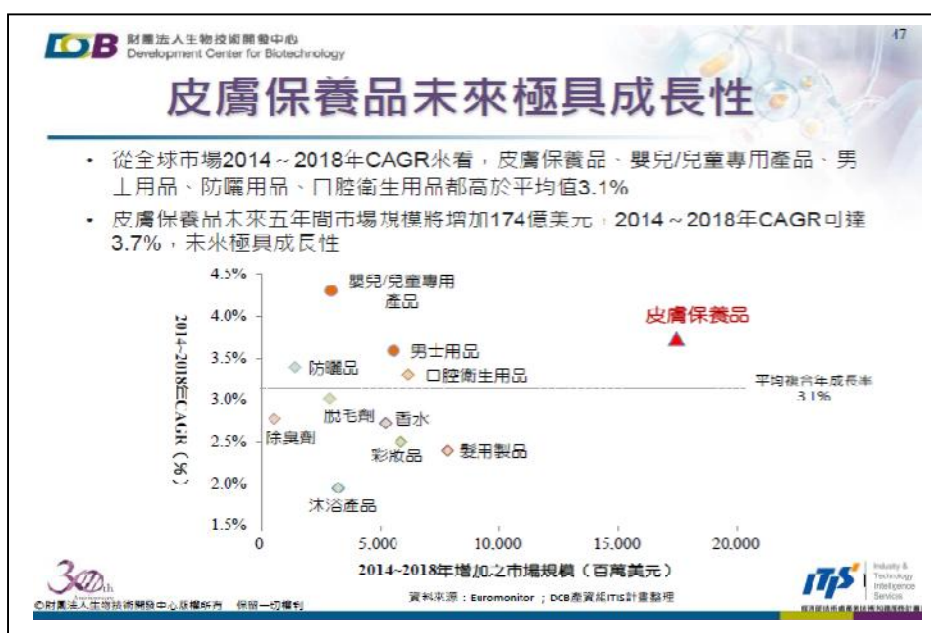 DCB 財團法人生物技術開發中心
Development Center for Biotechnology
47
皮膚保養品未來極具成長性
• 從全球市場2014～2018年CAGR來看，皮膚保養品、嬰兒/兒童專用產品、男
士用品、防曬用品、口腔衛生用品都高於平均值3.1%
• 皮膚保養品未來五年間市場規模將增加174億美元，2014～2018年CAGR可達
3.7%，未來極具成長性
2014~2018年CAGR（%）
4.5%
4.0%
3.5%
3.0%
2.5%
2.0%
1.5%
嬰兒/兒童專用
產品
皮膚保養品
男士用品
防曬品
口腔衛生用品
平均複合年成長率
3.1%
脫毛劑
香水
除臭劑
彩妝品
髮用製品
沐浴產品
0
5,000
10,000
15,000
20,000
2014~2018年增加之市場規模（百萬美元）
資料來源：Euromonitor ；DCB產資組ITIS計畫整理
30th
©財團法人生物技術開發中心版權所有 保留一切權利
ITIS
Industry &
Technology
Intelligence
Services